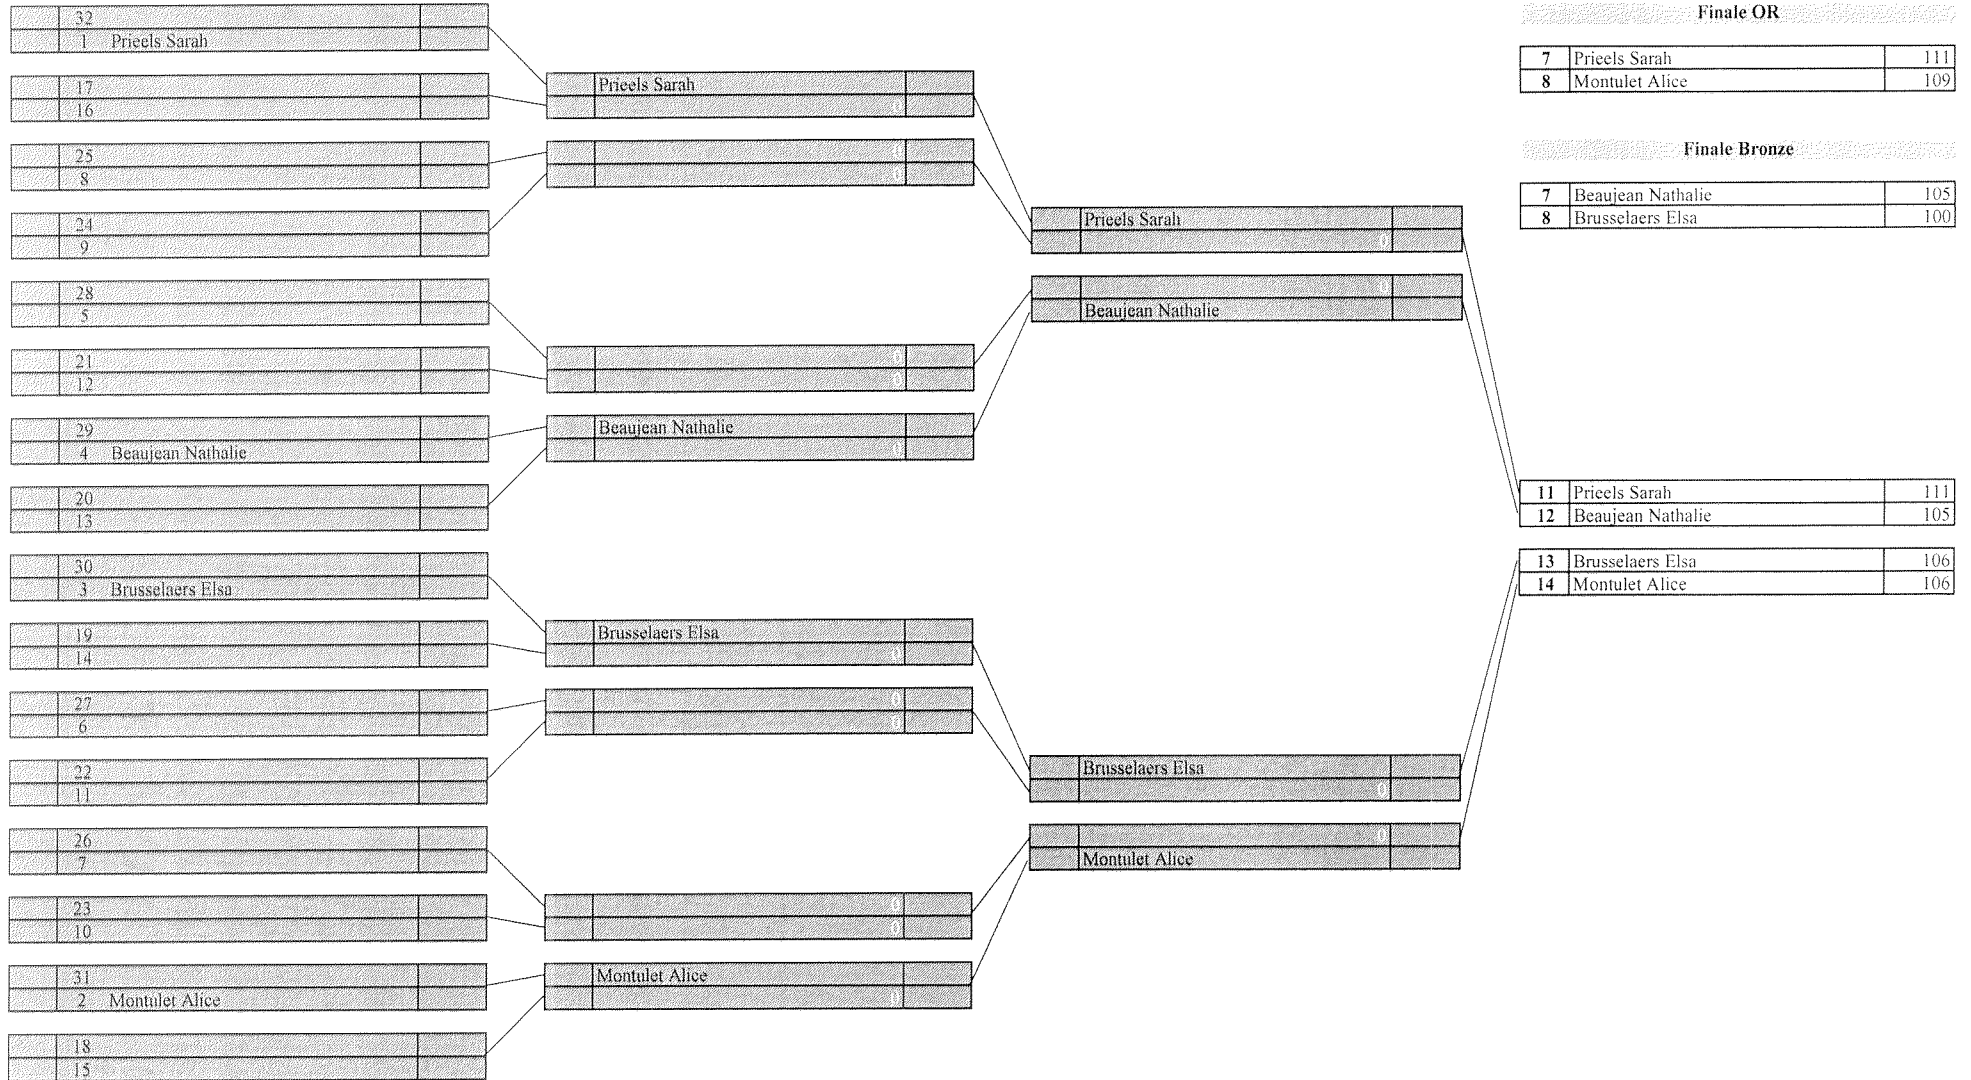 32
1 Prieels Sarah
17
16
25
8
24
9
28
5
21
12
29
4 Beaujean Nathalie
20
13
30
3 Brusselaers Elsa
19
14
27
6
22
11
26
7
23
10
31
2 Montulet Alice
18
15
Prieels Sarah
0
0
0
0
0
Beaujean Nathalie
0
Brusselaers Elsa
0
0
0
0
0
Montulet Alice
0
Prieels Sarah
0
0
Beaujean Nathalie
Brusselaers Elsa
0
0
Montulet Alice
Finale OR
7 Prieels Sarah 111
8 Montulet Alice 109
Finale Bronze
7 Beaujean Nathalie 105
8 Brusselaers Elsa 100
11 Prieels Sarah 111
12 Beaujean Nathalie 105
13 Brusselaers Elsa 106
14 Montulet Alice 106